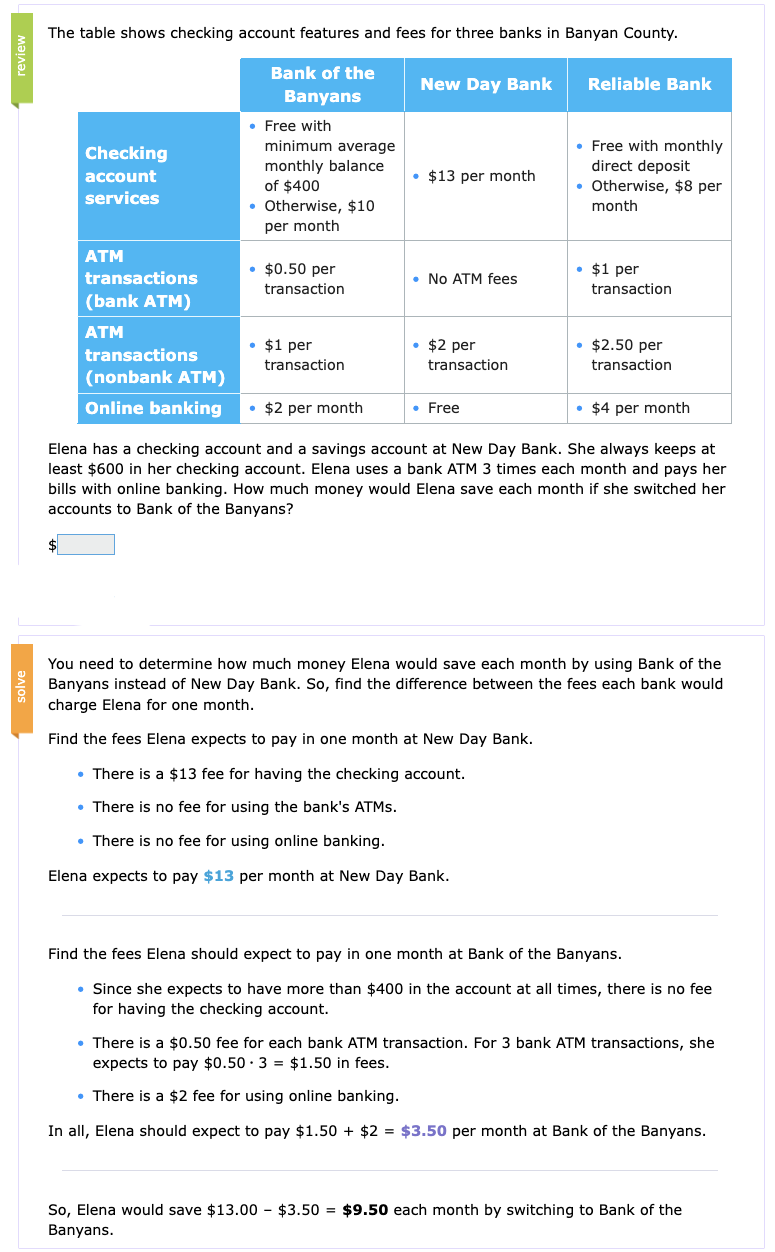 review
The table shows checking account features and fees for three banks in Banyan County.
Bank of the
Banyans
New Day Bank
Reliable Bank
Checking
account
services
• Free with
minimum average
monthly balance
of $400
• Otherwise, $10
per month
• $13 per month
• Free with monthly
direct deposit
• Otherwise, $8 per
month
ATM
transactions
(bank ATM)
• $0.50 per
transaction
• No ATM fees
• $1 per
transaction
ATM
transactions
(nonbank ATM)
• $1 per
transaction
• $2 per
transaction
• $2.50 per
transaction
Online banking
• $2 per month
• Free
• $4 per month
Elena has a checking account and a savings account at New Day Bank. She always keeps at
least $600 in her checking account. Elena uses a bank ATM 3 times each month and pays her
bills with online banking. How much money would Elena save each month if she switched her
accounts to Bank of the Banyans?
$
solve
You need to determine how much money Elena would save each month by using Bank of the
Banyans instead of New Day Bank. So, find the difference between the fees each bank would
charge Elena for one month.
Find the fees Elena expects to pay in one month at New Day Bank.
• There is a $13 fee for having the checking account.
• There is no fee for using the bank's ATMs.
• There is no fee for using online banking.
Elena expects to pay $13 per month at New Day Bank.
Find the fees Elena should expect to pay in one month at Bank of the Banyans.
• Since she expects to have more than $400 in the account at all times, there is no fee
for having the checking account.
• There is a $0.50 fee for each bank ATM transaction. For 3 bank ATM transactions, she
expects to pay $0.50 · 3 = $1.50 in fees.
• There is a $2 fee for using online banking.
In all, Elena should expect to pay $1.50 + $2 = $3.50 per month at Bank of the Banyans.
So, Elena would save $13.00 − $3.50 = $9.50 each month by switching to Bank of the
Banyans.